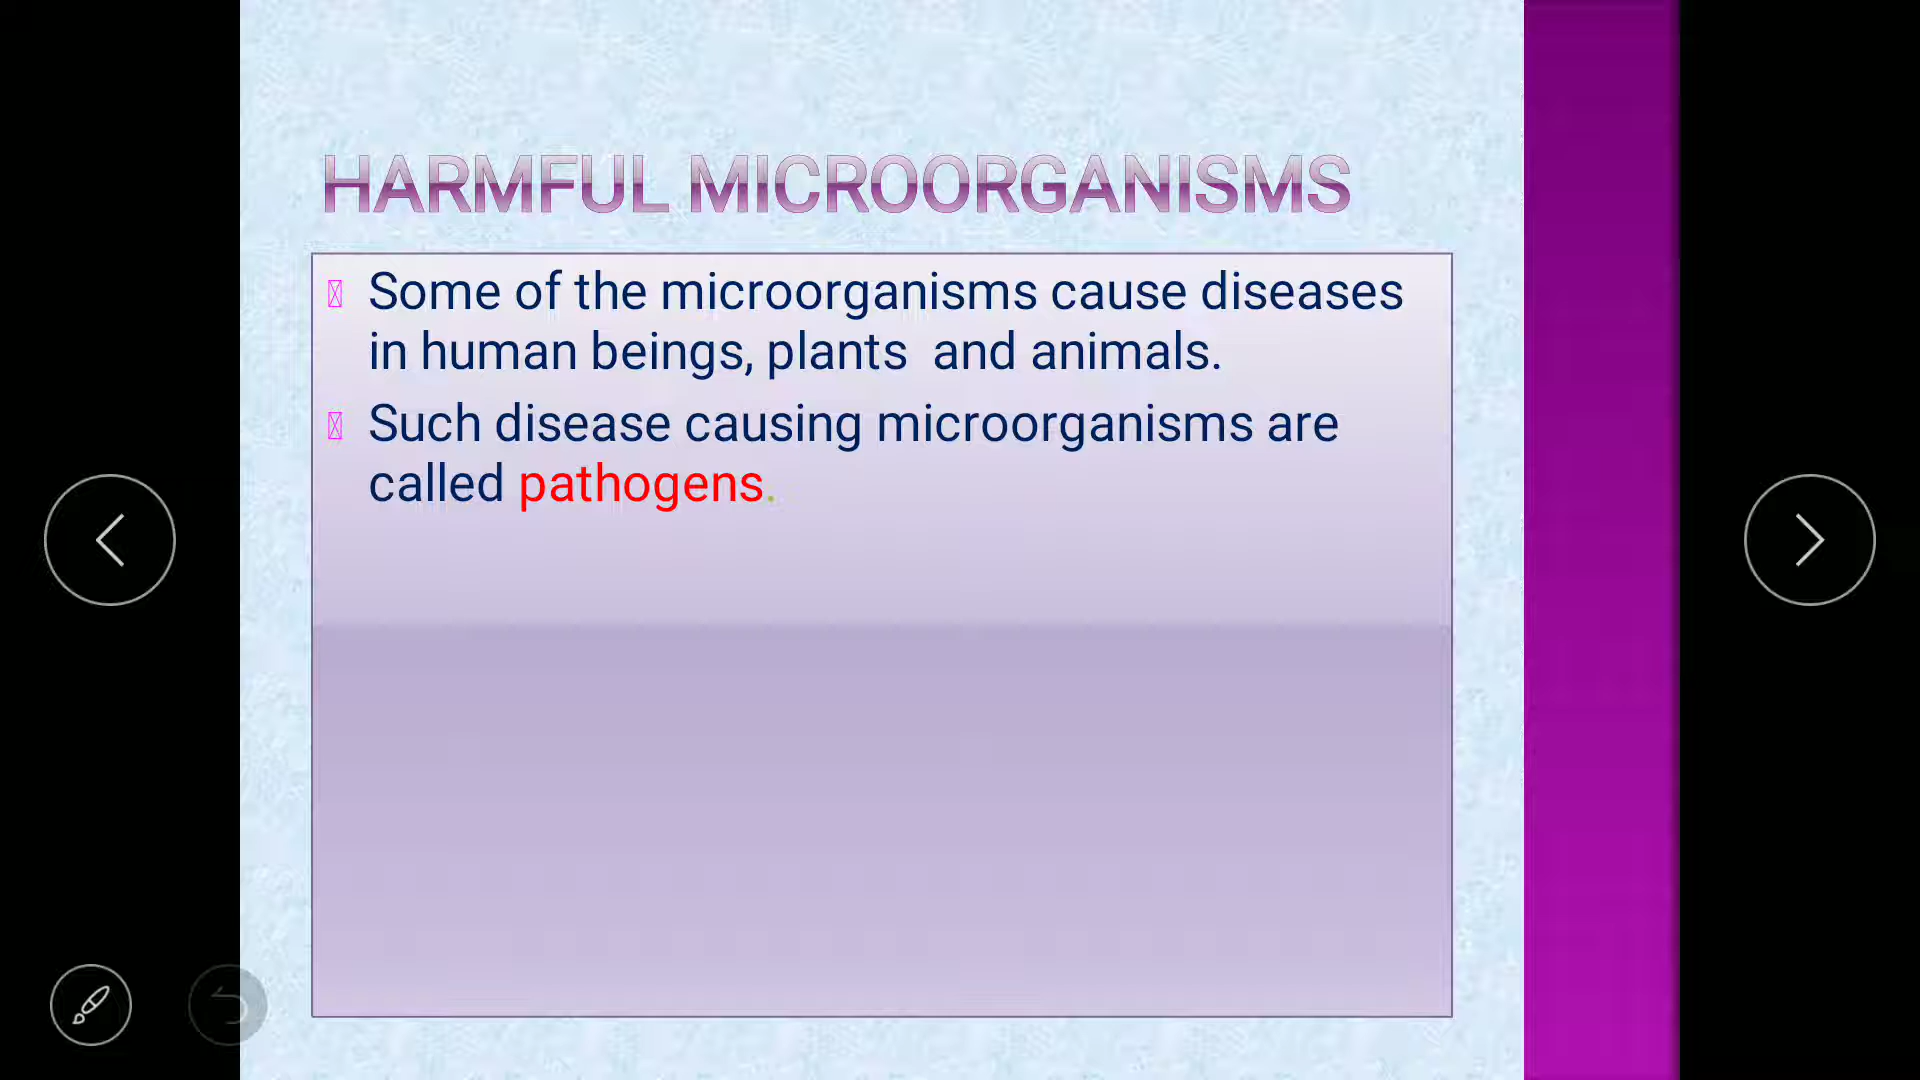 HARMFUL MICROORGANISMS
Some of the microorganisms cause diseases
in human beings, plants  and animals.
Such disease causing microorganisms are
called pathogens.